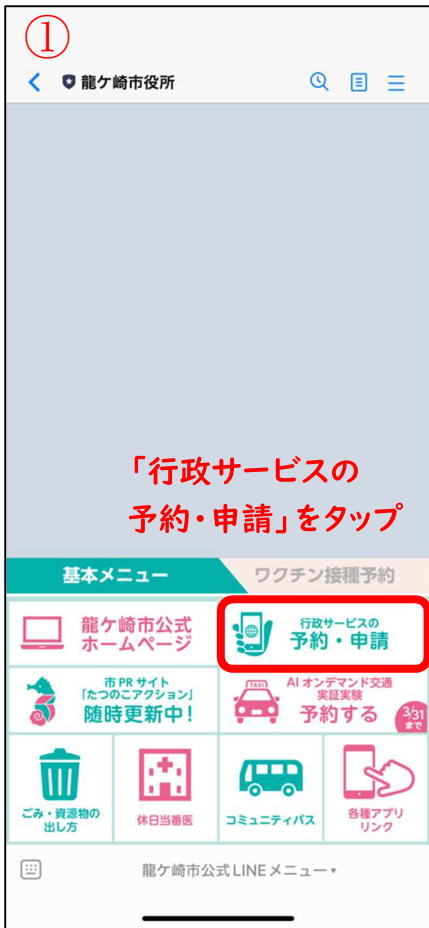 ①
龍ケ崎市役所
「行政サービスの
予約・申請」をタップ
基本メニュー
ワクチン接種予約
龍ケ崎市公式
ホームページ
行政サービスの
予約・申請
市PRサイト
「たつのこアクション」
随時更新中!
TAXI
AIオンデマンド交通
実証実験
予約する
3/31
まで
ごみ・資源物の
出し方
休日当番医
コミュニティバス
各種アプリ
リンク
龍ケ崎市公式LINEメニュー▾